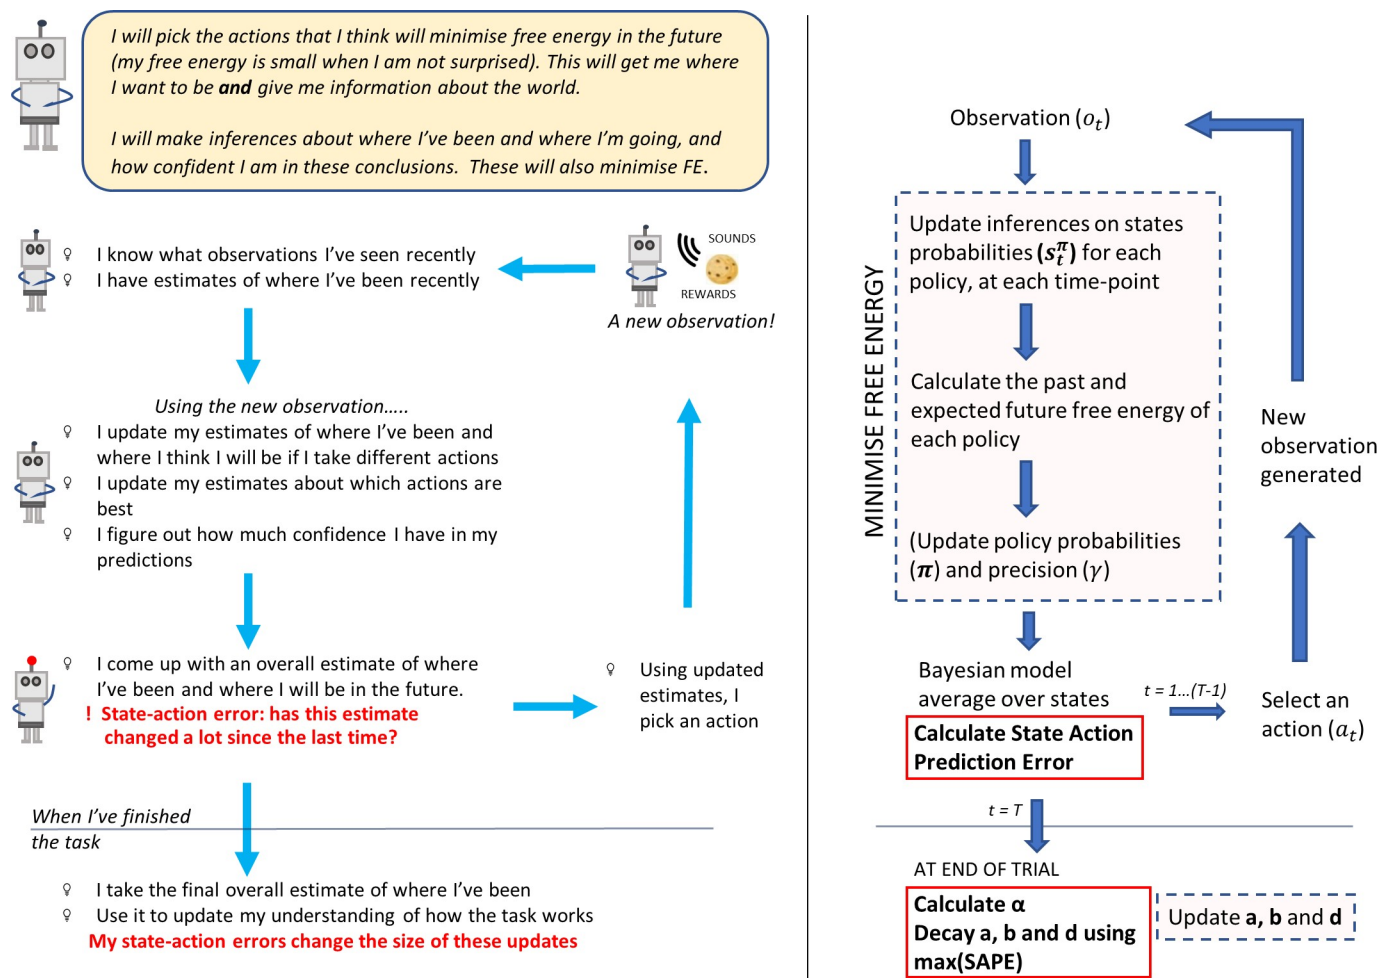 I will pick the actions that I think will minimise free energy in the future
(my free energy is small when I am not surprised). This will get me where
I want to be and give me information about the world.
I will make inferences about where I've been and where I'm going, and
how confident I am in these conclusions. These will also minimise FE.
I know what observations I've seen recently
I have estimates of where I've been recently
SOUNDS
REWARDS
A new observation!
Using the new observation.....
I update my estimates of where I've been and
where I think I will be if I take different actions
I update my estimates about which actions are
best
I figure out how much confidence I have in my
predictions
I come up with an overall estimate of where
I've been and where I will be in the future.
! State-action error: has this estimate
changed a lot since the last time?
Using updated
estimates, I
pick an action
When I've finished
the task
I take the final overall estimate of where I've been
Use it to update my understanding of how the task works
My state-action errors change the size of these updates
Observation (oₜ)
MINIMISE FREE ENERGY
Update inferences on states
probabilities (s_t^π) for each
policy, at each time-point
Calculate the past and
expected future free energy of
each policy
(Update policy probabilities
(π) and precision (γ)
Bayesian model
average over states
Calculate State Action
Prediction Error
t = 1...(T-1)
Select an
action (aₜ)
New
observation
generated
t = T
AT END OF TRIAL
Calculate α
Decay a, b and d using
max(SAPE)
Update a, b and d